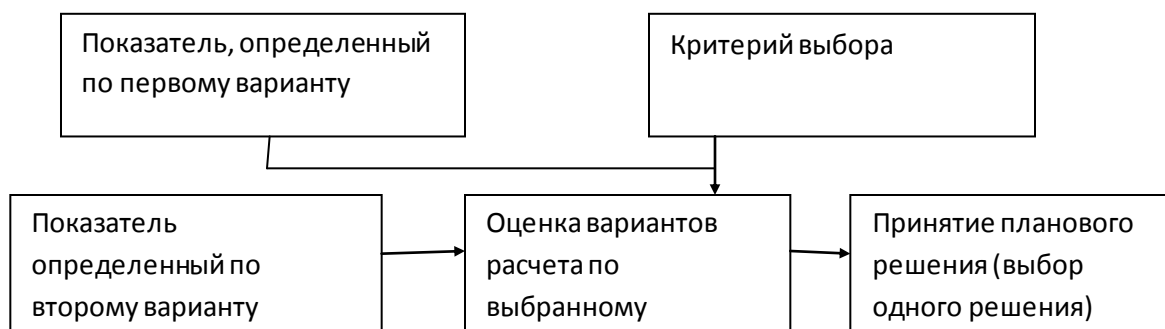 Показатель, определенный
по первому варианту
Критерий выбора
Показатель
определенный по
второму варианту
Оценка вариантов
расчета по
выбранному
Принятие планового
решения (выбор
одного решения)